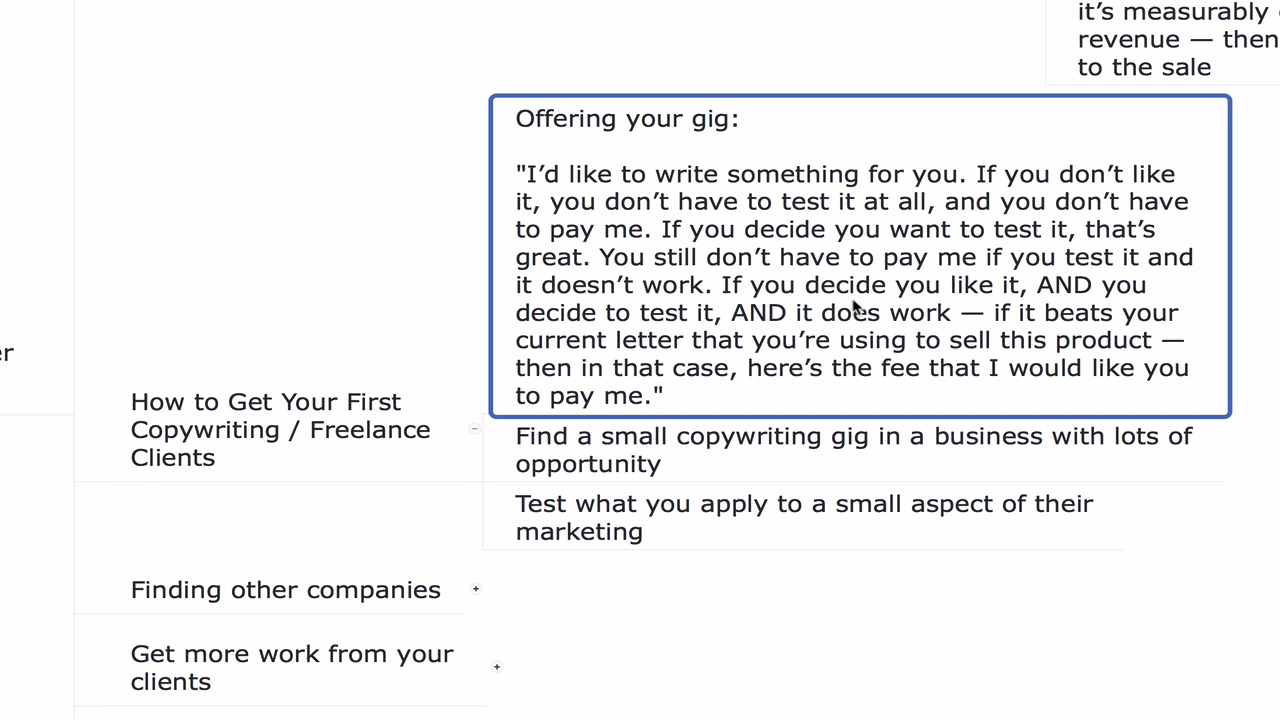 it's measurably
revenue — then
to the sale
Offering your gig:
"I'd like to write something for you. If you don't like
it, you don't have to test it at all, and you don't have
to pay me. If you decide you want to test it, that's
great. You still don't have to pay me if you test it and
it doesn't work. If you decide you like it, AND you
decide to test it, AND it does work — if it beats your
current letter that you're using to sell this product —
then in that case, here's the fee that I would like you
to pay me."
How to Get Your First
Copywriting / Freelance
Clients
Find a small copywriting gig in a business with lots of
opportunity
Test what you apply to a small aspect of their
marketing
Finding other companies
Get more work from your
clients